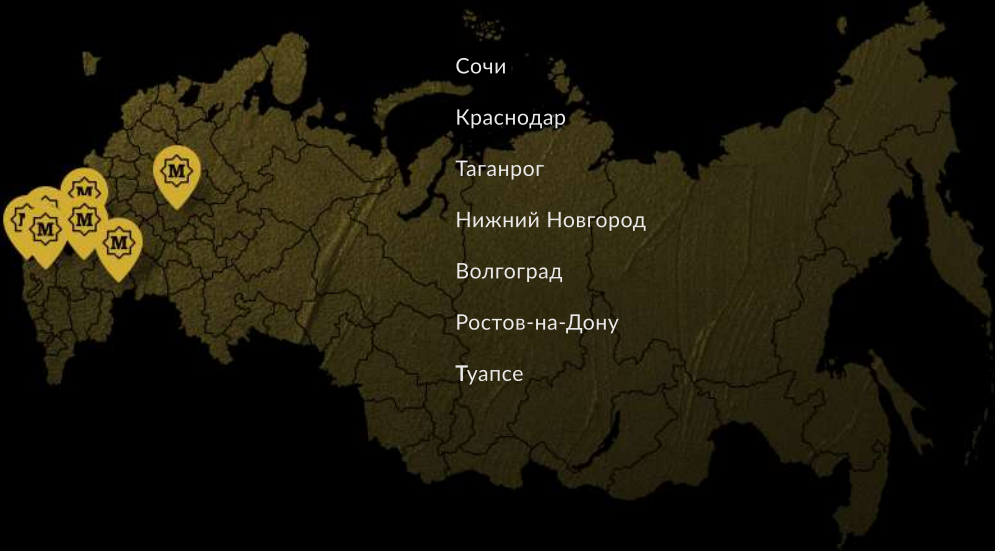 Сочи
Краснодар
Таганрог
Нижний Новгород
Волгоград
Ростов-на-Дону
Туапсе
M
M
M
M
M